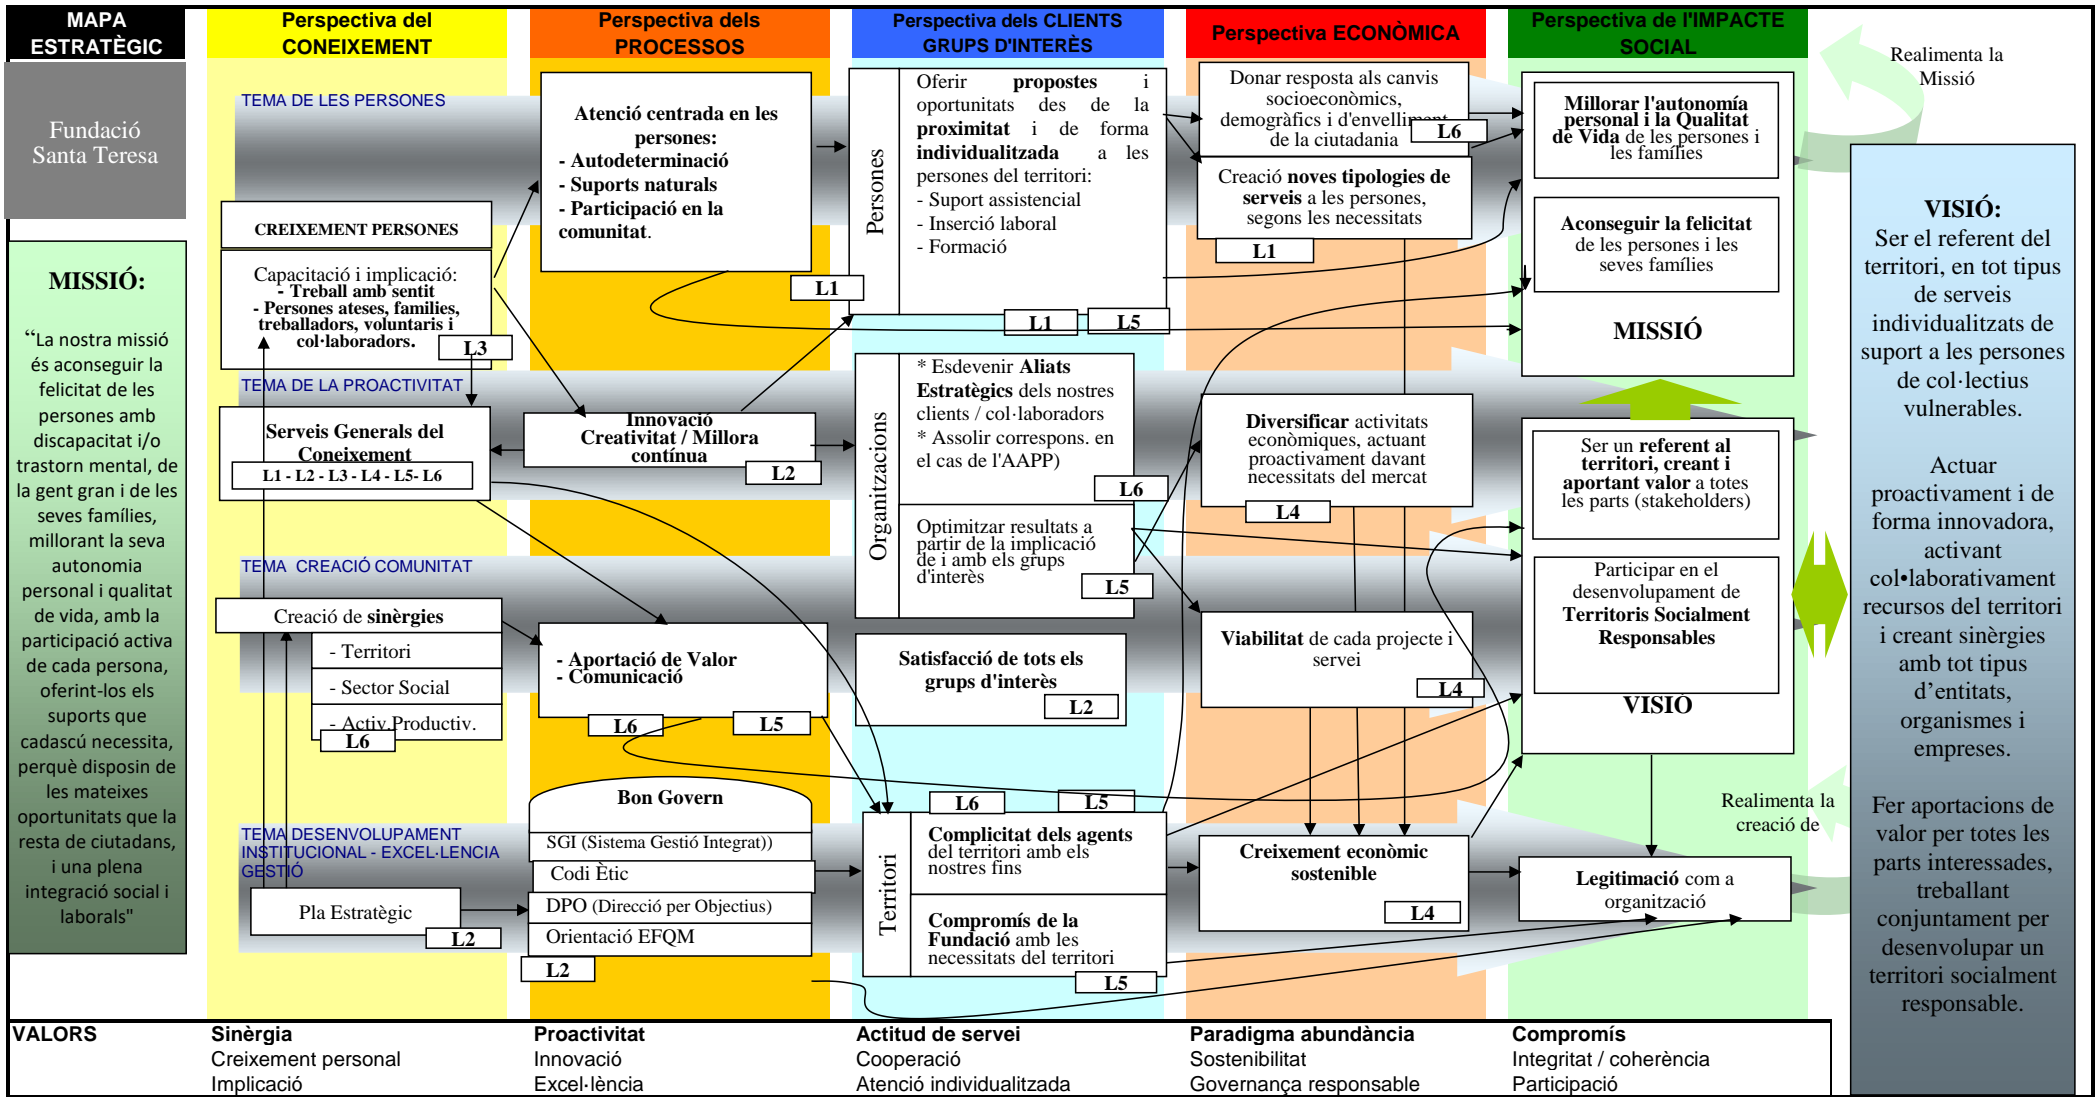 MAPA
ESTRATÈGIC
Perspectiva del
CONEIXEMENT
Perspectiva dels
PROCESSOS
Perspectiva dels CLIENTS
GRUPS D'INTERÈS
Perspectiva ECONÒMICA
Perspectiva de l'IMPACTE
SOCIAL
Fundació
Santa Teresa
MISSIÓ:
“La nostra missió
és aconseguir la
felicitat de les
persones amb
discapacitat i/o
trastorn mental, de
la gent gran i de les
seves famílies,
millorant la seva
autonomia
personal i qualitat
de vida, amb la
participació activa
de cada persona,
oferint-los els
suports que
cadascú necessita,
perquè disposin de
les mateixes
oportunitats que la
resta de ciutadans,
i una plena
integració social i
laborals"
TEMA DE LES PERSONES
CREIXEMENT PERSONES
Capacitació i implicació:
- Treball amb sentit
- Persones ateses, families,
treballadors, voluntaris i
col·laboradors.
L3
TEMA DE LA PROACTIVITAT
Serveis Generals del
Coneixement
L1 - L2 - L3 - L4 - L5- L6
TEMA  CREACIÓ COMUNITAT
Creació de sinèrgies
- Territori
- Sector Social
- Activ.Productiv.
L6
TEMA DESENVOLUPAMENT
INSTITUCIONAL - EXCEL·LENCIA
GESTIÓ
Pla Estratègic
L2
Atenció centrada en les
persones:
- Autodeterminació
- Suports naturals
- Participació en la
comunitat.
L1
Innovació
Creativitat / Millora
contínua
L2
- Aportació de Valor
- Comunicació
L6
L5
Bon Govern
SGI (Sistema Gestió Integrat))
Codi Ètic
DPO (Direcció per Objectius)
Orientació EFQM
L2
Persones
Oferir propostes i
oportunitats des de la
proximitat i de forma
individualitzada a les
persones del territori:
- Suport assistencial
- Inserció laboral
- Formació
L1
L5
Organitzacions
* Esdevenir Aliats
Estratègics dels nostres
clients / col·laboradors
* Assolir correspons. en
el cas de l'AAPP)
L6
Optimitzar resultats a
partir de la implicació
de i amb els grups
d'interès
L5
Satisfacció de tots els
grups d'interès
L2
Territori
L6
L5
Complicitat dels agents
del territori amb els
nostres fins
Compromís de la
Fundació amb les
necessitats del territori
L5
Donar resposta als canvis
socioeconòmics,
demogràfics i d'envelliment
de la ciutadania
L6
Creació noves tipologies de
serveis a les persones,
segons les necessitats
L1
Diversificar activitats
econòmiques, actuant
proactivament davant
necessitats del mercat
L4
Viabilitat de cada projecte i
servei
L4
Creixement econòmic
sostenible
L4
Millorar l'autonomía
personal i la Qualitat
de Vida de les persones i
les famílies
Aconseguir la felicitat
de les persones i les
seves famílies
MISSIÓ
Ser un referent al
territori, creant i
aportant valor a totes
les parts (stakeholders)
Participar en el
desenvolupament de
Territoris Socialment
Responsables
VISIÓ
Legitimació com a
organització
Realimenta la
Missió
Realimenta la
creació de
VISIÓ:
Ser el referent del
territori, en tot tipus
de serveis
individualitzats de
suport a les persones
de col·lectius
vulnerables.
Actuar
proactivament i de
forma innovadora,
activant
col•laborativament
recursos del territori
i creant sinèrgies
amb tot tipus
d’entitats,
organismes i
empreses.
Fer aportacions de
valor per totes les
parts interessades,
treballant
conjuntament per
desenvolupar un
territori socialment
responsable.
VALORS
Sinèrgia
Creixement personal
Implicació
Proactivitat
Innovació
Excel·lència
Actitud de servei
Cooperació
Atenció individualitzada
Paradigma abundància
Sostenibilitat
Governança responsable
Compromís
Integritat / coherència
Participació